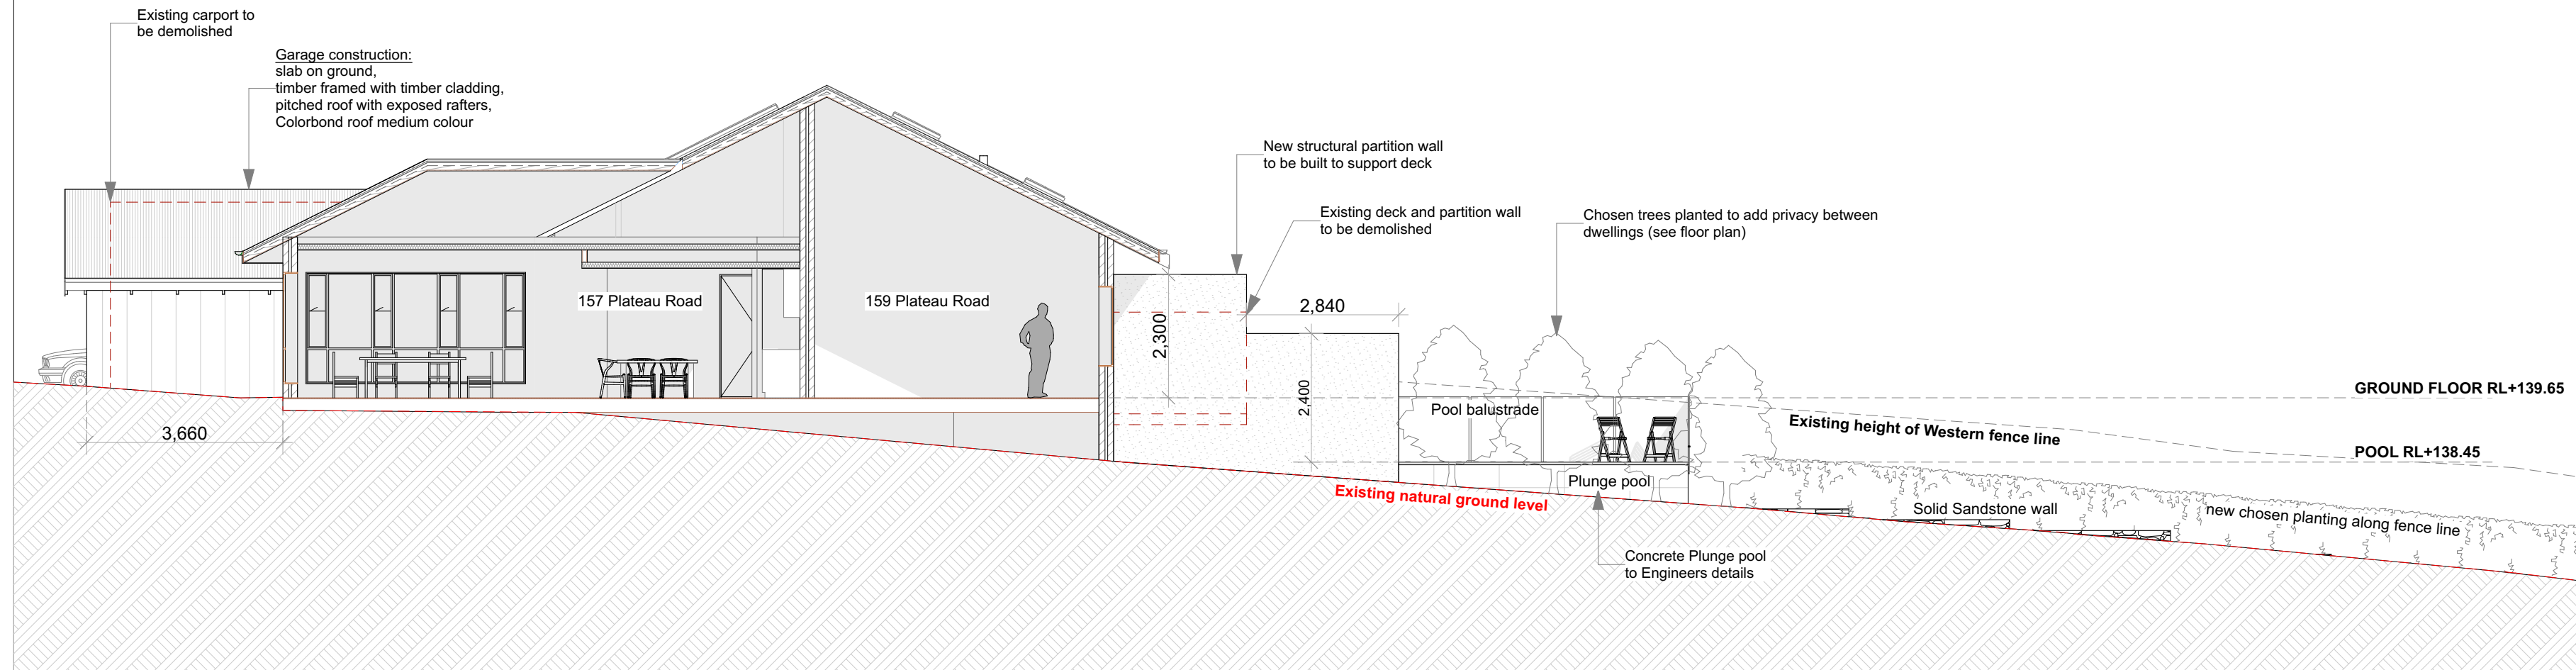 Existing carport to
be demolished
Garage construction:
slab on ground,
timber framed with timber cladding,
pitched roof with exposed rafters,
Colorbond roof medium colour
New structural partition wall
to be built to support deck
Existing deck and partition wall
to be demolished
Chosen trees planted to add privacy between
dwellings (see floor plan)
157 Plateau Road
159 Plateau Road
2,840
2,300
2,400
3,660
Pool balustrade
GROUND FLOOR RL+139.65
Existing height of Western fence line
POOL RL+138.45
Plunge pool
Existing natural ground level
Solid Sandstone wall
new chosen planting along fence line
Concrete Plunge pool
to Engineers details